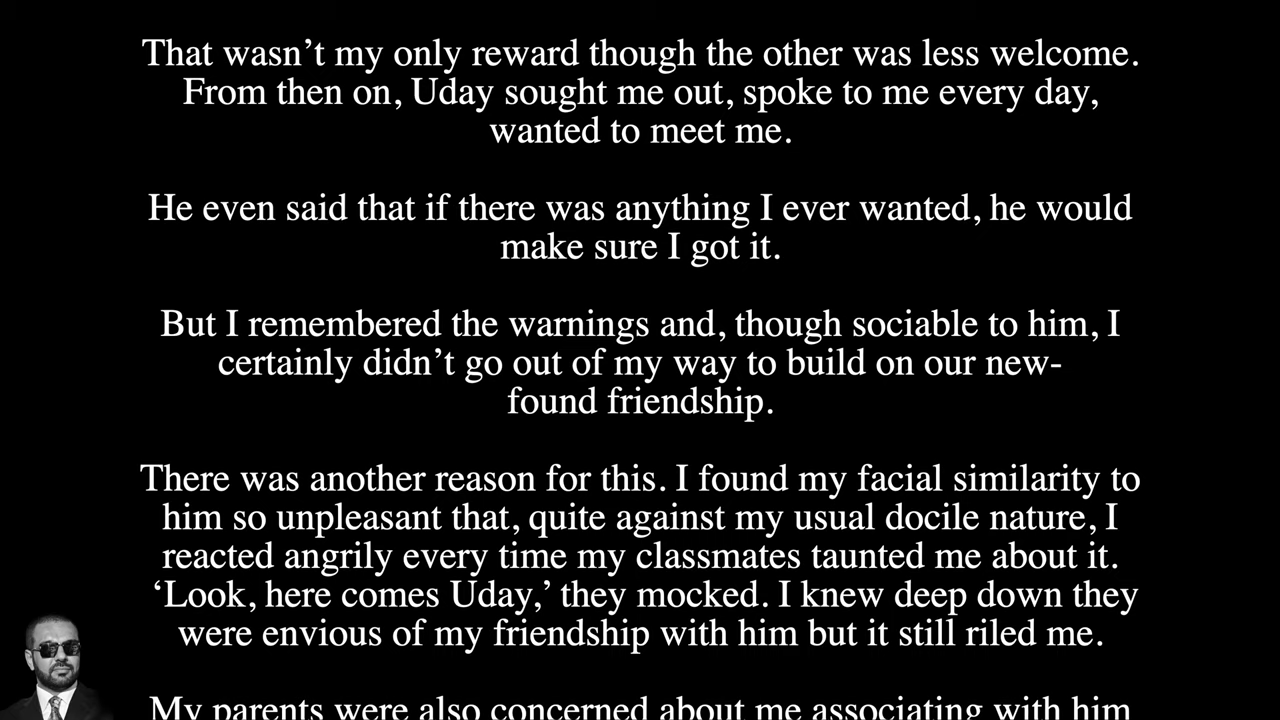 That wasn’t my only reward though the other was less welcome.
From then on, Uday sought me out, spoke to me every day,
wanted to meet me.
He even said that if there was anything I ever wanted, he would
make sure I got it.
But I remembered the warnings and, though sociable to him, I
certainly didn’t go out of my way to build on our new-
found friendship.
There was another reason for this. I found my facial similarity to
him so unpleasant that, quite against my usual docile nature, I
reacted angrily every time my classmates taunted me about it.
‘Look, here comes Uday,’ they mocked. I knew deep down they
were envious of my friendship with him but it still riled me.
My parents were also concerned about me associating with him